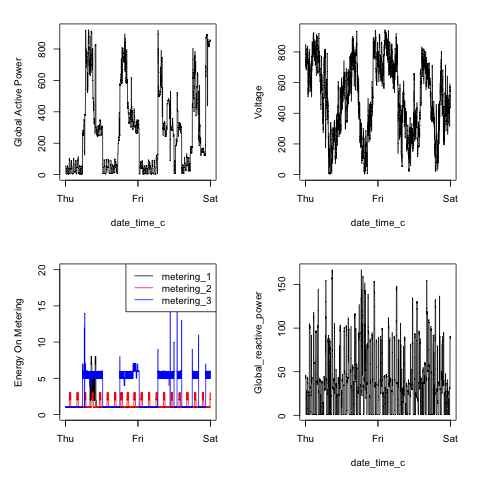 Global Active Power
0 200 400 600 800
Thu Fri Sat
date_time_c
Voltage
0 200 400 600 800
Thu Fri Sat
date_time_c
Energy On Metering
0 5 10 15 20
metering_1
metering_2
metering_3
Thu Fri Sat
Global_reactive_power
0 50 100 150
Thu Fri Sat
date_time_c